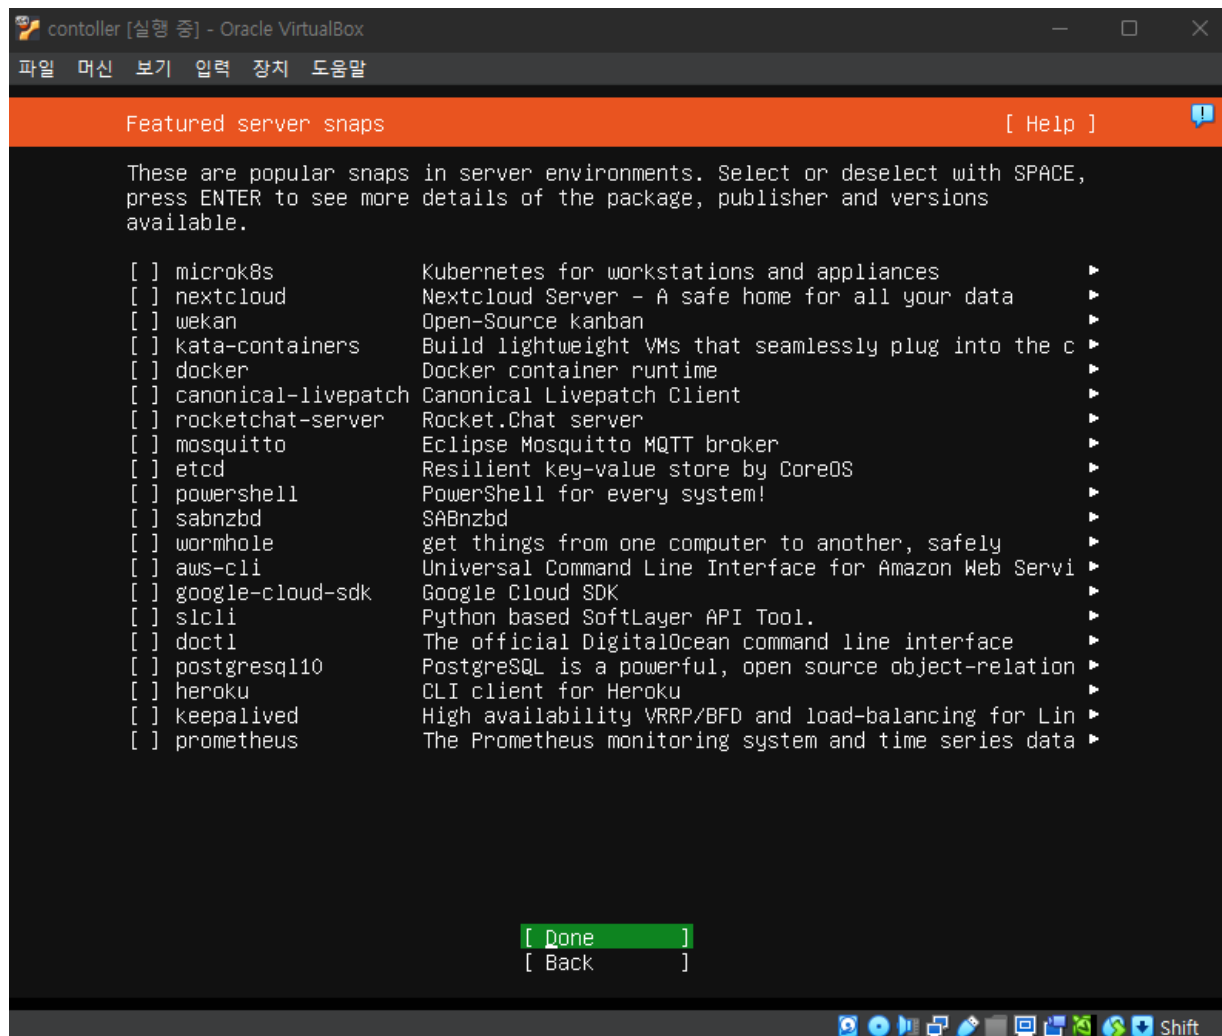 contoller [실행 중] - Oracle VirtualBox
파일 머신 보기 입력 장치 도움말
Featured server snaps [ Help ]
These are popular snaps in server environments. Select or deselect with SPACE,
press ENTER to see more details of the package, publisher and versions
available.
[ ] microk8s Kubernetes for workstations and appliances ►
[ ] nextcloud Nextcloud Server - A safe home for all your data ►
[ ] wekan Open-Source kanban ►
[ ] kata-containers Build lightweight VMs that seamlessly plug into the c ►
[ ] docker Docker container runtime ►
[ ] canonical-livepatch Canonical Livepatch Client ►
[ ] rocketchat-server Rocket.Chat server ►
[ ] mosquitto Eclipse Mosquitto MQTT broker ►
[ ] etcd Resilient key-value store by CoreOS ►
[ ] powershell PowerShell for every system! ►
[ ] sabnzbd SABnzbd ►
[ ] wormhole get things from one computer to another, safely ►
[ ] aws-cli Universal Command Line Interface for Amazon Web Servi ►
[ ] google-cloud-sdk Google Cloud SDK ►
[ ] slcli Python based SoftLayer API Tool. ►
[ ] doctl The official DigitalOcean command line interface ►
[ ] postgresql10 PostgreSQL is a powerful, open source object-relation ►
[ ] heroku CLI client for Heroku ►
[ ] keepalived High availability VRRP/BFD and load-balancing for Lin ►
[ ] prometheus The Prometheus monitoring system and time series data ►
[ Done ]
[ Back ]
Shift